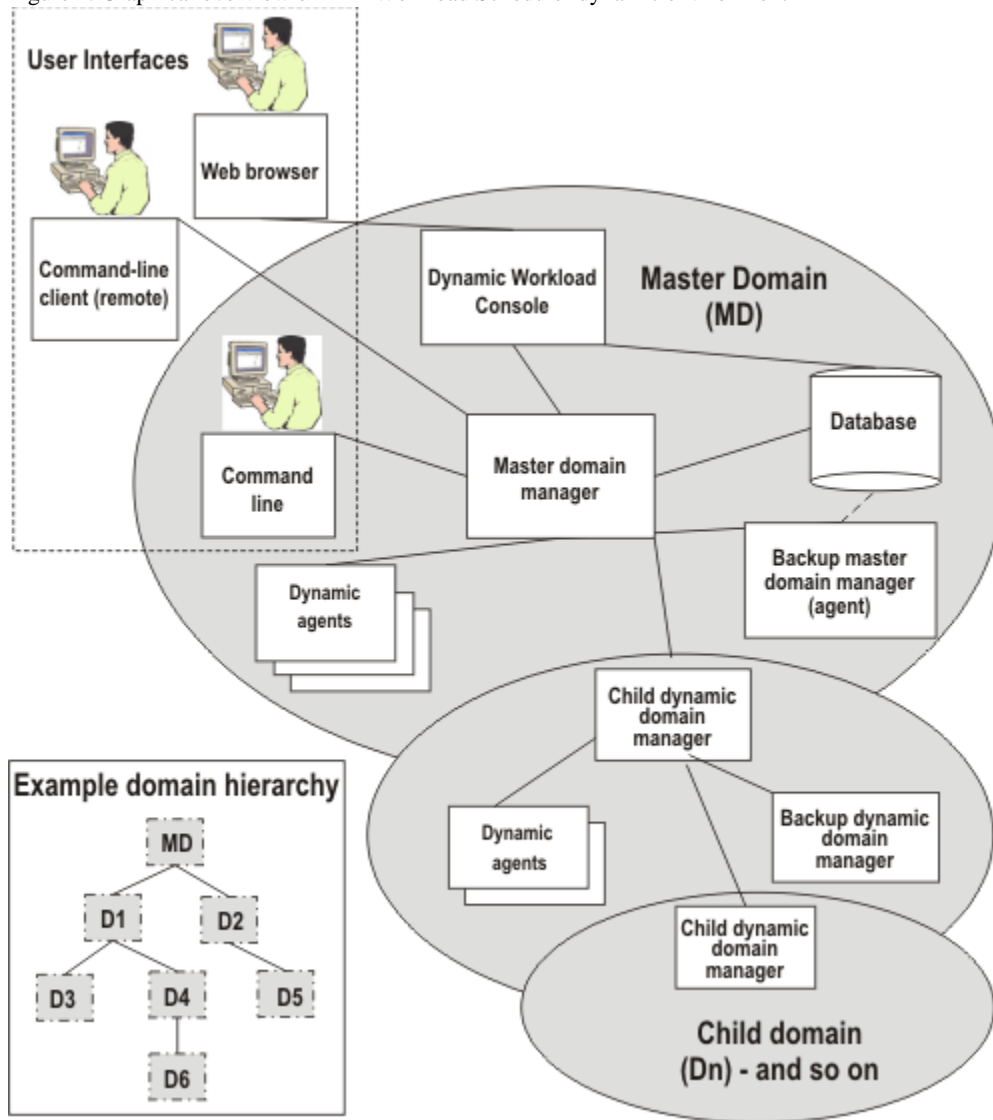 User Interfaces
Web browser
Command-line
client (remote)
Dynamic Workload
Console
Master Domain
(MD)
Database
Command
line
Master domain
manager
Backup master
domain manager
(agent)
Dynamic
agents
Child dynamic
domain
manager
Dynamic
agents
Backup dynamic
domain
manager
Child dynamic
domain
manager
Child domain
(Dn) - and so on
Example domain hierarchy
MD
D1
D2
D3
D4
D5
D6